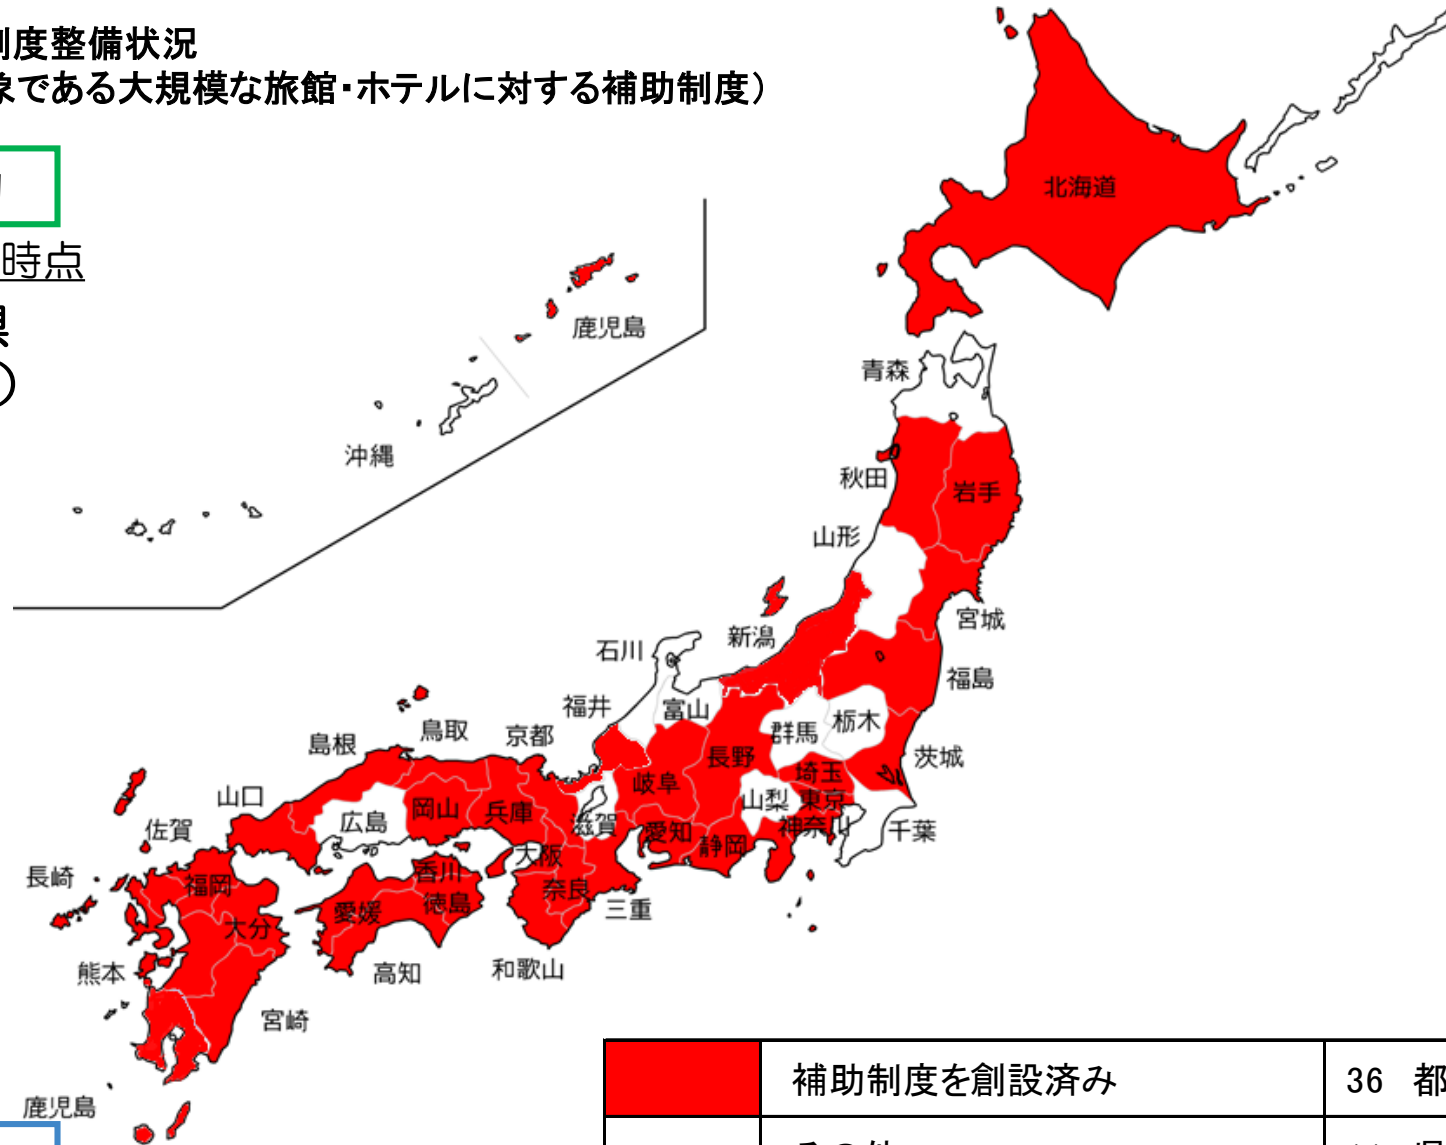 制度整備状況
象である大規模な旅館・ホテルに対する補助制度）
時点
県
）
北海道
鹿児島
青森
沖縄
秋田
岩手
山形
宮城
新潟
石川
福島
福井
富山
栃木
群馬
鳥取
京都
島根
長野
茨城
埼玉
岐阜
山口
山梨
東京
岡山
兵庫
広島
滋賀
神奈川
千葉
佐賀
愛知
静岡
大阪
香川
長崎
福岡
奈良
徳島
三重
愛媛
大分
熊本
高知
和歌山
宮崎
鹿児島
補助制度を創設済み
36 都